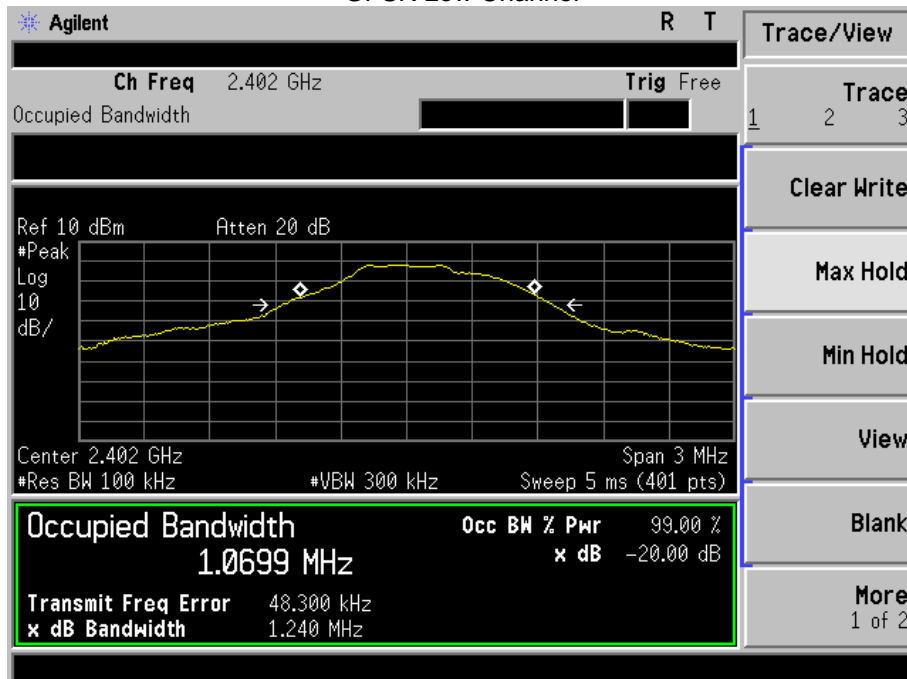 Agilent R T
Trace/View
Ch Freq 2.402 GHz Trig Free
Occupied Bandwidth
Trace
1 2 3
Clear Write
Ref 10 dBm Atten 20 dB
#Peak
Log
10
dB/
Max Hold
Min Hold
View
Center 2.402 GHz Span 3 MHz
#Res BW 100 kHz #VBW 300 kHz Sweep 5 ms (401 pts)
Occupied Bandwidth Occ BW % Pwr 99.00 %
1.0699 MHz x dB -20.00 dB
Blank
Transmit Freq Error 48.300 kHz
x dB Bandwidth 1.240 MHz
More
1 of 2